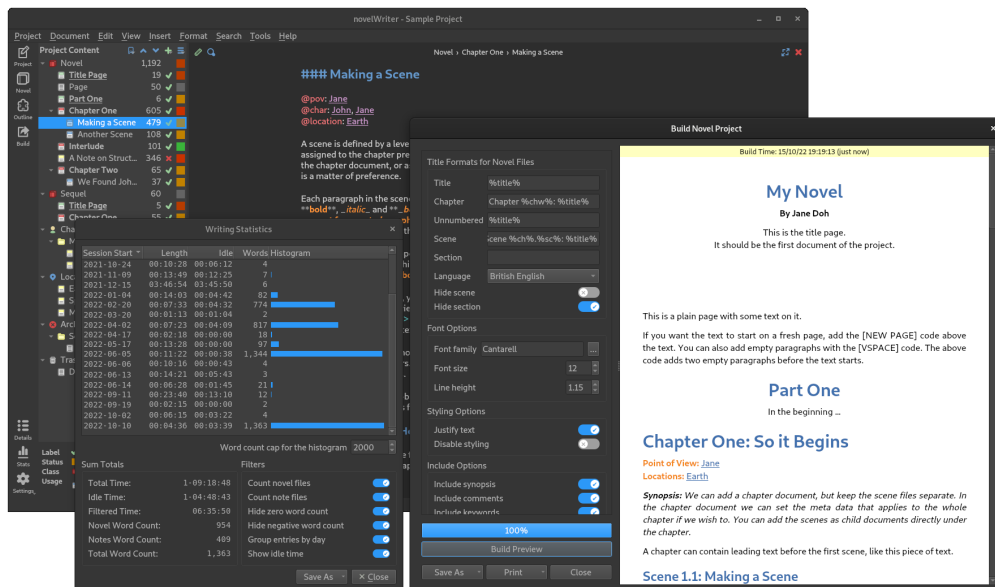 novelWriter - Sample Project
Project Document Edit View Insert Format Search Tools Help
Project
Novel
Outline
Build
Details
Stats
Settings
Project Content
Novel 1,192
Title Page 19
Page 50
Part One 6
Chapter One 605
Making a Scene 479
Another Scene 108
Interlude 101
A Note on Struct... 346
Chapter Two 65
We Found Joh... 37
Sequel 60
Title Page 5
Chapter One 55
Label
Status
Class
Usage
Novel › Chapter One › Making a Scene
### Making a Scene
@pov: Jane
@char: John, Jane
@location: Earth
A scene is defined by a leve
assigned to the chapter pre
the chapter document, or a
is a matter of preference.
Each paragraph in the scen
**bold**, _italic_ and **_b
Writing Statistics
Session Start Length Idle Words Histogram
2021-10-24 00:10:28 00:06:12 4
2021-11-09 00:13:49 00:12:25 7
2021-12-15 03:46:54 03:45:50 6
2022-01-04 00:14:03 00:04:42 82
2022-02-20 00:07:33 00:04:32 774
2022-03-20 00:01:13 00:01:04 2
2022-04-02 00:07:23 00:04:09 817
2022-04-17 00:02:18 00:00:00 18
2022-05-17 00:13:28 00:00:00 97
2022-06-05 00:11:22 00:00:38 1,344
2022-06-06 00:10:16 00:00:43 4
2022-06-13 00:14:21 00:05:43 3
2022-06-14 00:06:28 00:01:45 21
2022-09-11 00:23:40 00:13:10 12
2022-09-19 00:02:15 00:00:00 2
2022-10-02 00:06:15 00:03:22 4
2022-10-10 00:04:36 00:03:39 1,363
Word count cap for the histogram 2000
Sum Totals
Total Time: 1-09:18:48
Idle Time: 1-04:48:43
Filtered Time: 06:35:50
Novel Word Count: 954
Notes Word Count: 409
Total Word Count: 1,363
Filters
Count novel files
Count note files
Hide zero word count
Hide negative word count
Group entries by day
Show idle time
Save As
Close
Build Novel Project
Title Formats for Novel Files
Title %title%
Chapter Chapter %chw%: %title%
Unnumbered %title%
Scene cene %ch%.%sc%: %title%
Section
Language British English
Hide scene
Hide section
Font Options
Font family Cantarell ...
Font size 12
Line height 1.15
Styling Options
Justify text
Disable styling
Include Options
Include synopsis
Include comments
Include keywords
100%
Build Preview
Save As Print Close
Build Time: 15/10/22 19:19:13 (just now)
My Novel
By Jane Doh
This is the title page.
It should be the first document of the project.
This is a plain page with some text on it.
If you want the text to start on a fresh page, add the [NEW PAGE] code above
the text. You can also add empty paragraphs with the [VSPACE] code. The above
code adds two empty paragraphs before the text starts.
Part One
In the beginning ...
Chapter One: So it Begins
Point of View: Jane
Locations: Earth
Synopsis: We can add a chapter document, but keep the scene files separate. In
the chapter document we can set the meta data that applies to the whole
chapter if we wish to. You can add the scenes as child documents directly under
the chapter.
A chapter can contain leading text before the first scene, like this piece of text.
Scene 1.1: Making a Scene